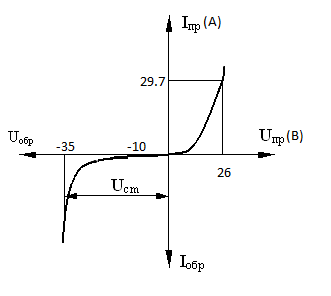 Iпр (А)
29.7
Uобр
-35
-10
Uпр (В)
26
Uст
Iобр